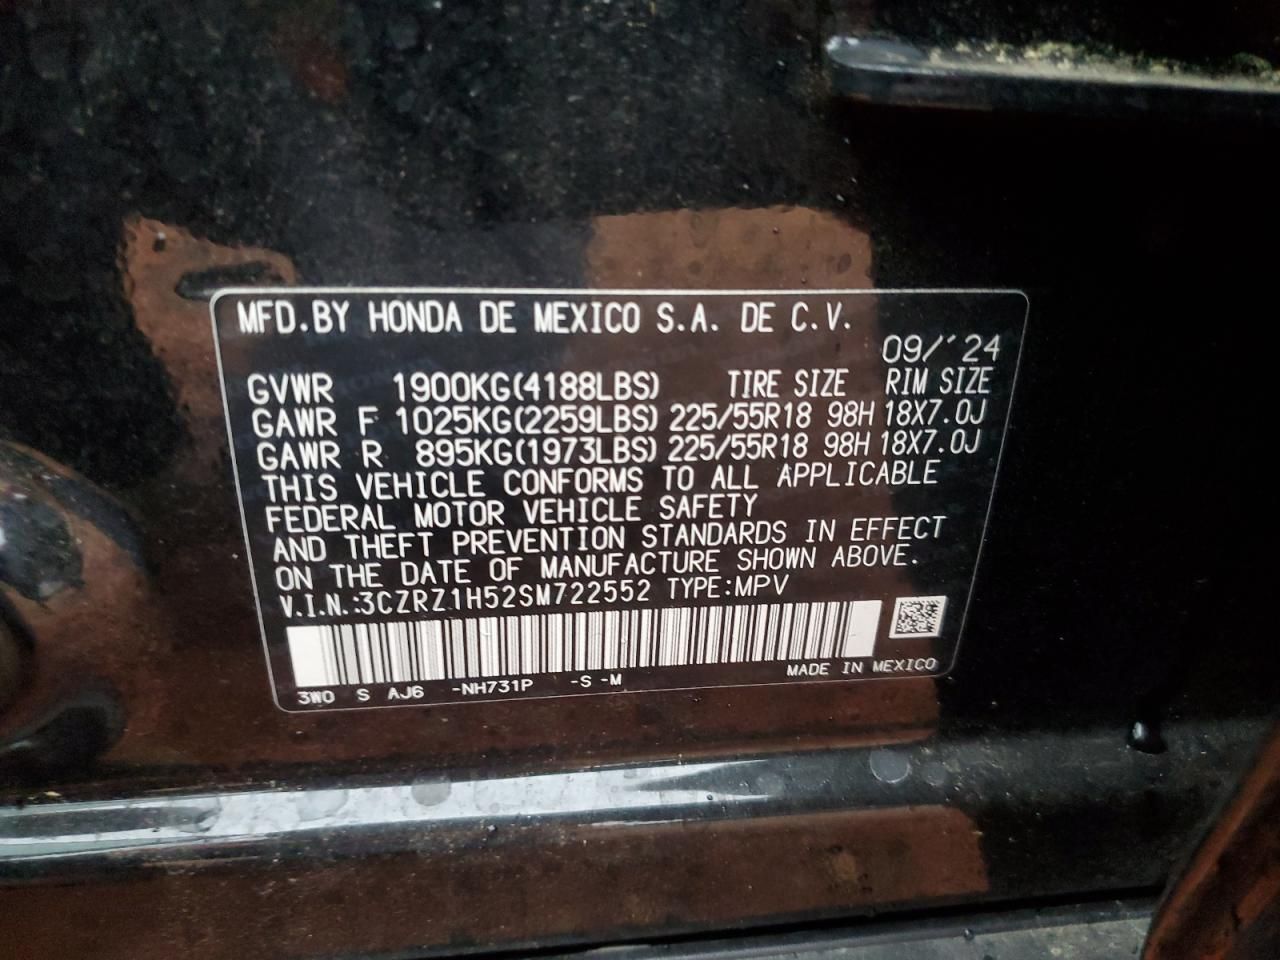 MFD.BY HONDA DE MEXICO S.A. DE C.V.
09/'24
GVWR 1900KG(4188LBS) TIRE SIZE RIM SIZE
GAWR F 1025KG(2259LBS) 225/55R18 98H 18X7.0J
GAWR R 895KG(1973LBS) 225/55R18 98H 18X7.0J
THIS VEHICLE CONFORMS TO ALL APPLICABLE
FEDERAL MOTOR VEHICLE SAFETY
AND THEFT PREVENTION STANDARDS IN EFFECT
ON THE DATE OF MANUFACTURE SHOWN ABOVE.
V.I.N.:3CZRZ1H52SM722552 TYPE:MPV
MADE IN MEXICO
3W0 S AJ6 -NH731P -S -M